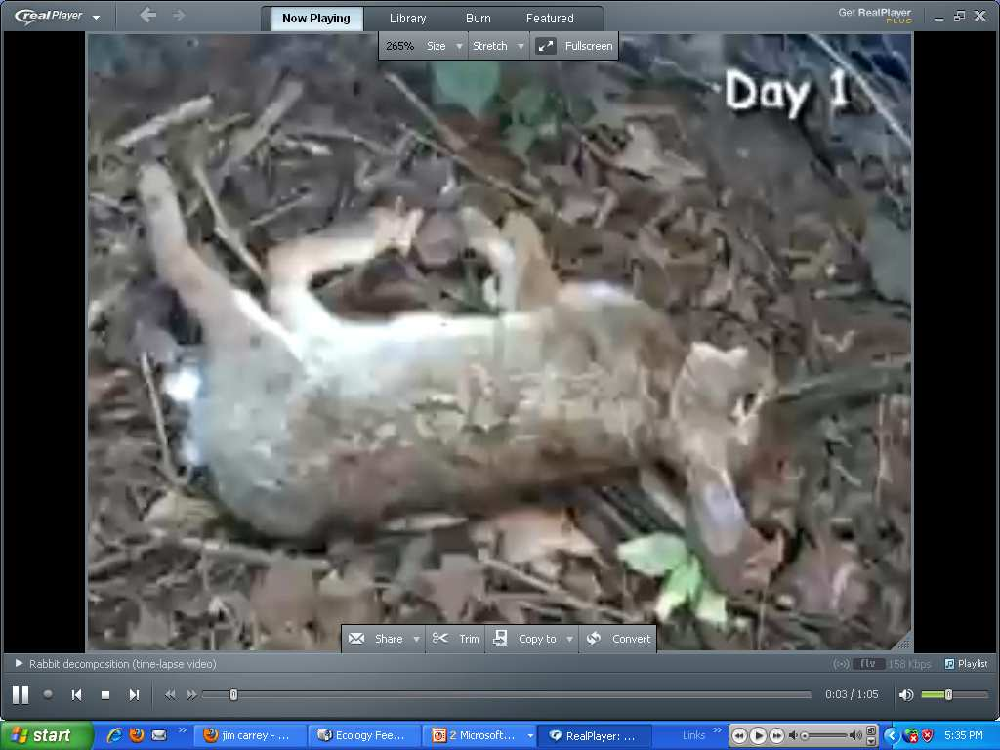 realPlayer
Now Playing
Library
Burn
Featured
Get RealPlayer
PLUS
265% Size
Stretch
Fullscreen
Day 1
Share
Trim
Copy to
Convert
Rabbit decomposition (time-lapse video)
flv
158 Kbps
Playlist
0:03 / 1:05
start
jim carrey - ...
Ecology Fee...
2 Microsoft...
RealPlayer: ...
Links
5:35 PM